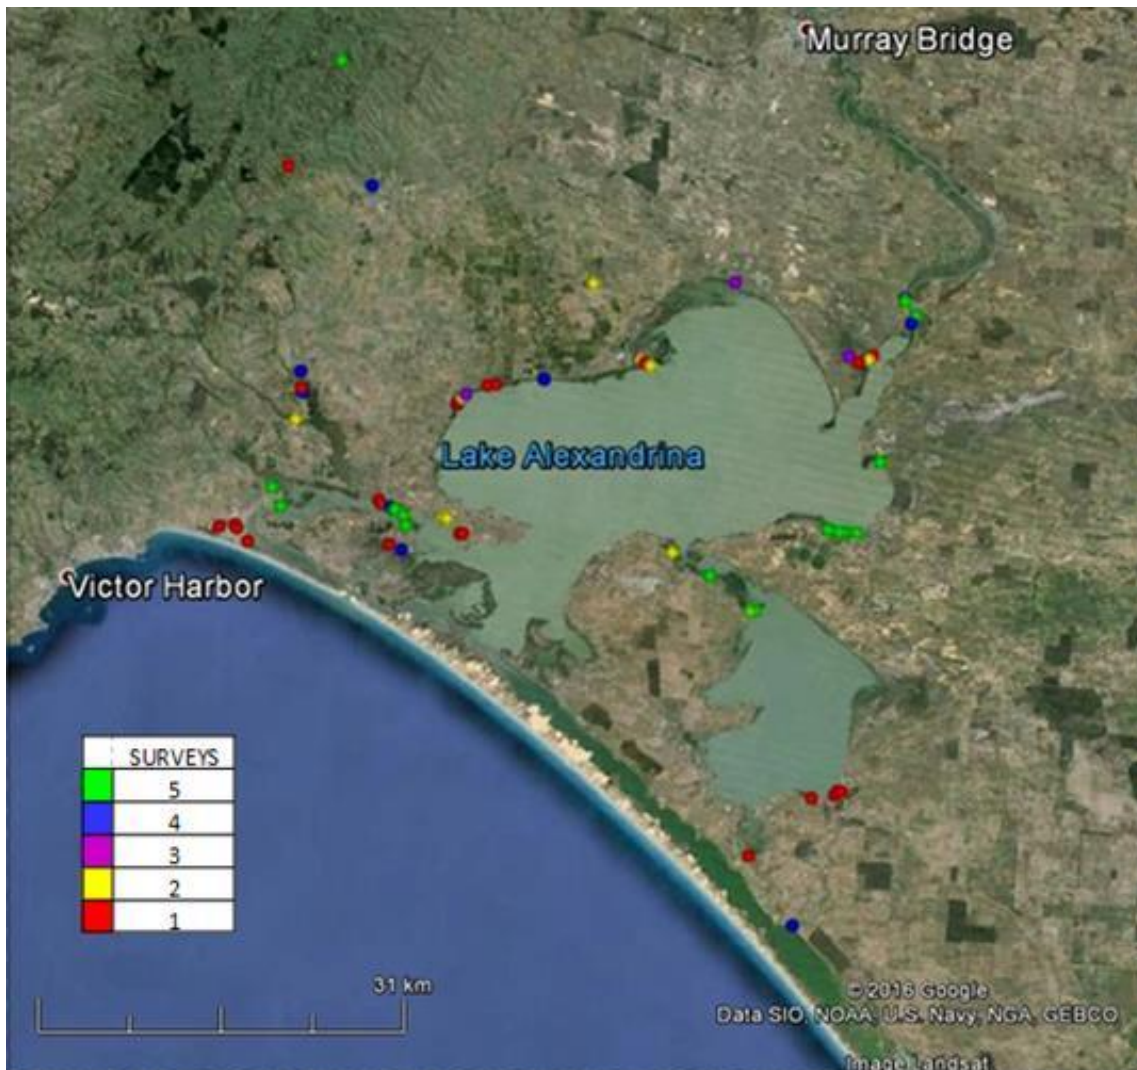 Murray Bridge
Lake Alexandrina
Victor Harbor
SURVEYS
5
4
3
2
1
31 km
© 2016 Google
Data SIO, NOAA, U.S. Navy, NGA, GEBCO
Image Landsat